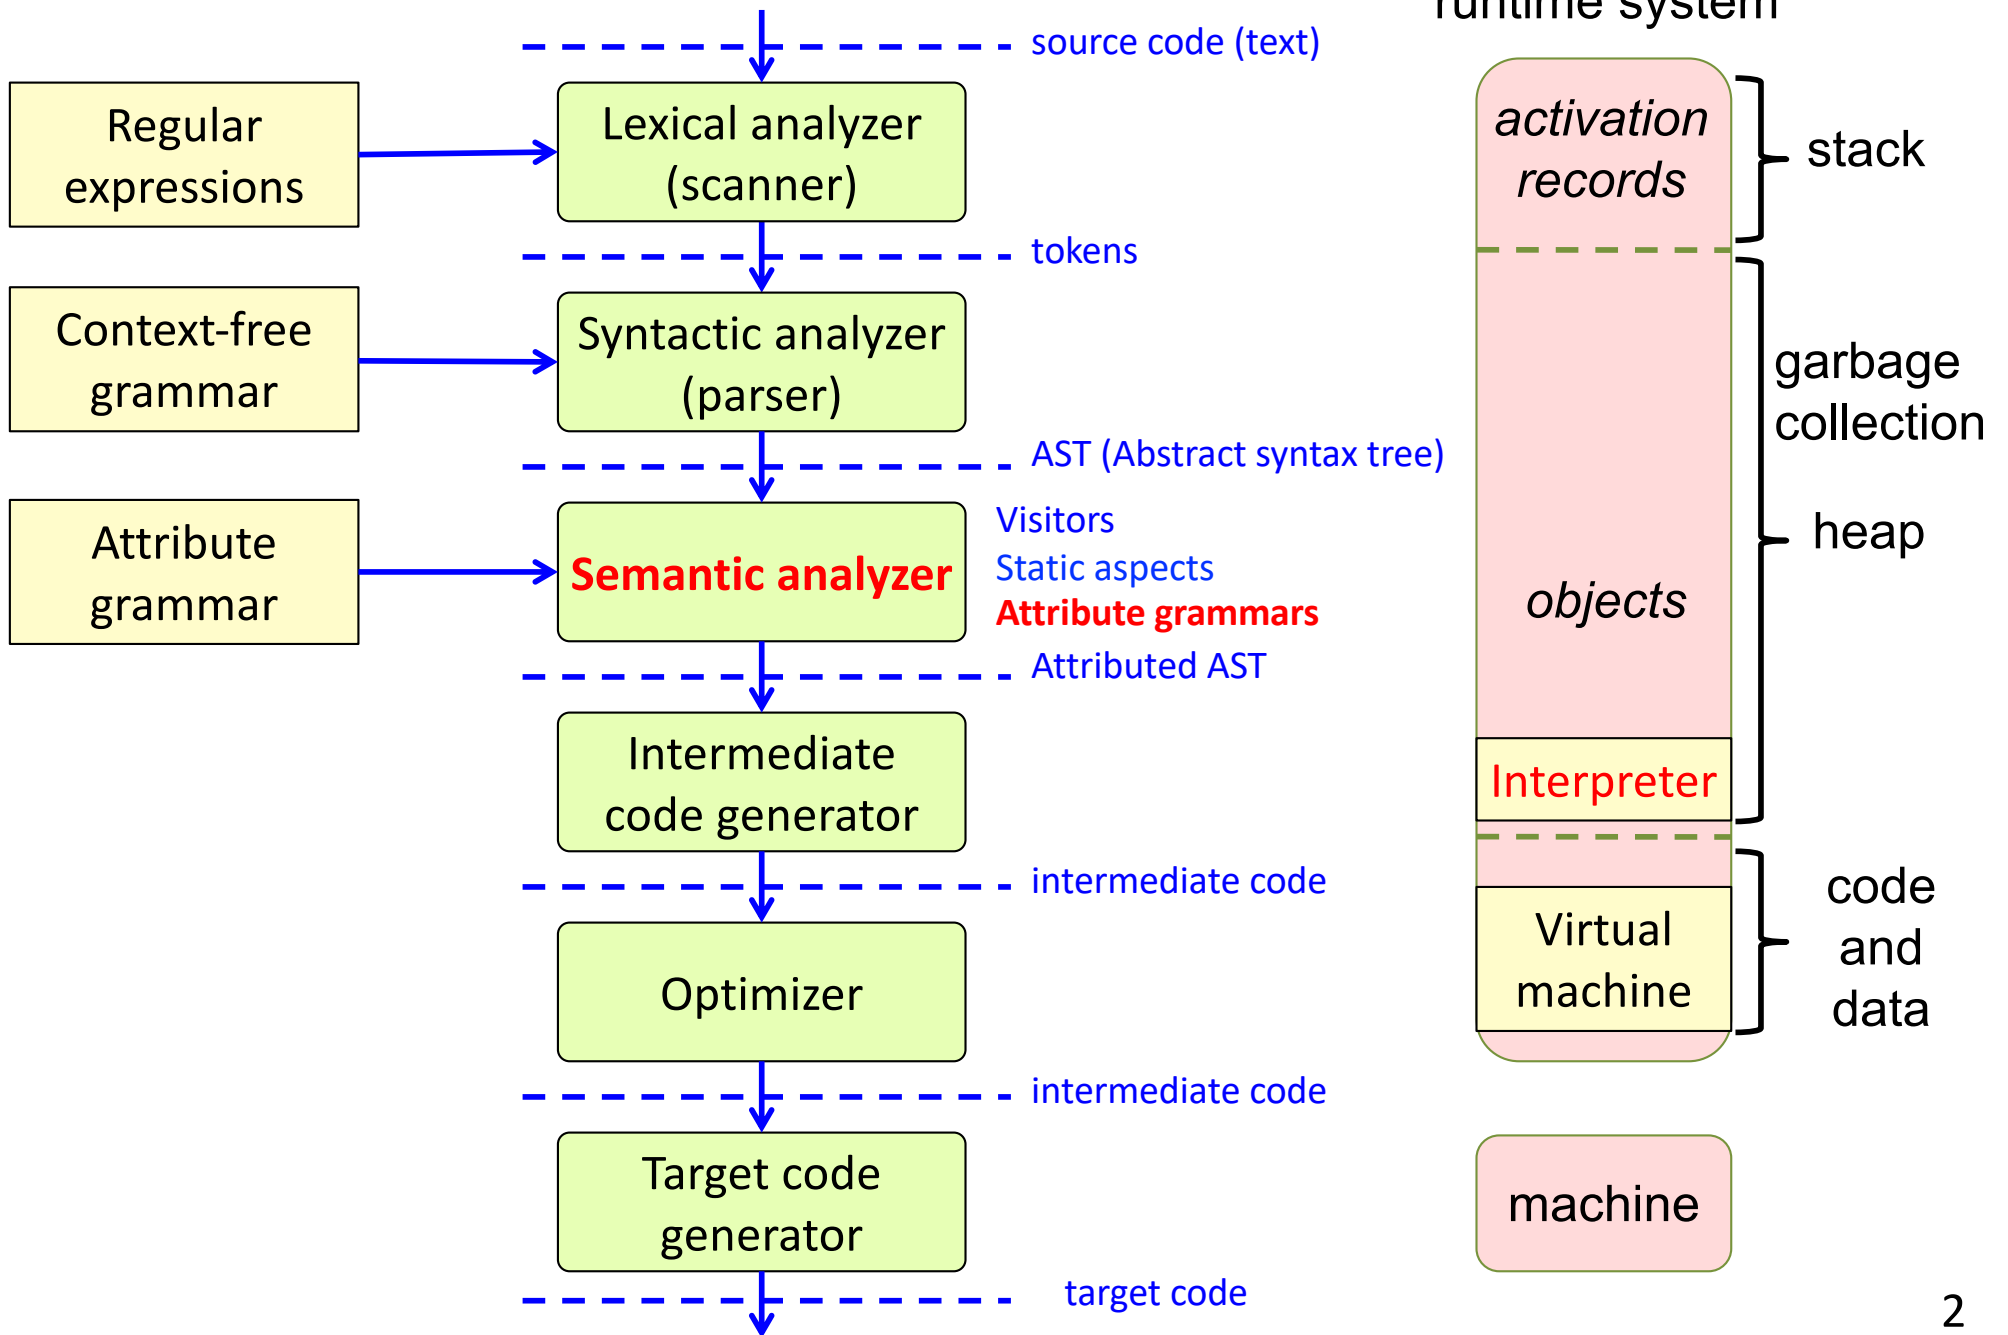 runtime system
source code (text)
Regular
expressions
Lexical analyzer
(scanner)
tokens
Context-free
grammar
Syntactic analyzer
(parser)
AST (Abstract syntax tree)
Attribute
grammar
Semantic analyzer
Visitors
Static aspects
Attribute grammars
Attributed AST
Intermediate
code generator
intermediate code
Optimizer
intermediate code
Target code
generator
target code
activation
records
stack
objects
garbage
collection
heap
Interpreter
Virtual
machine
code
and
data
machine
2